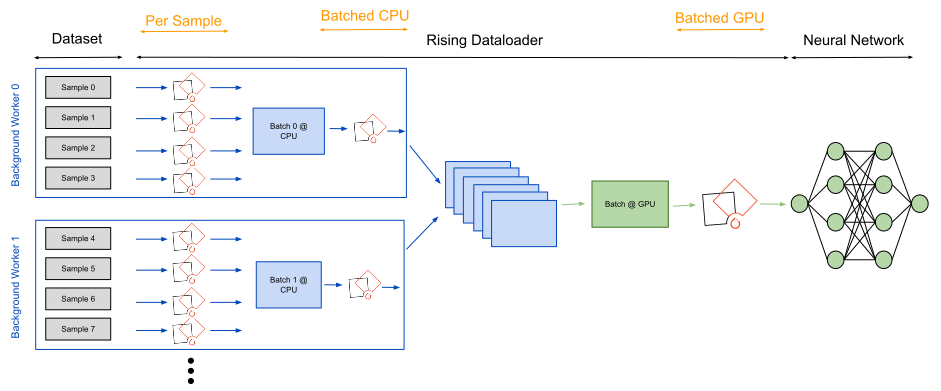 Per Sample
Batched CPU
Batched GPU
Dataset
Rising Dataloader
Neural Network
Background Worker 0
Sample 0
Sample 1
Sample 2
Sample 3
Batch 0 @
CPU
Batch @ GPU
Background Worker 1
Sample 4
Sample 5
Sample 6
Sample 7
Batch 1 @
CPU